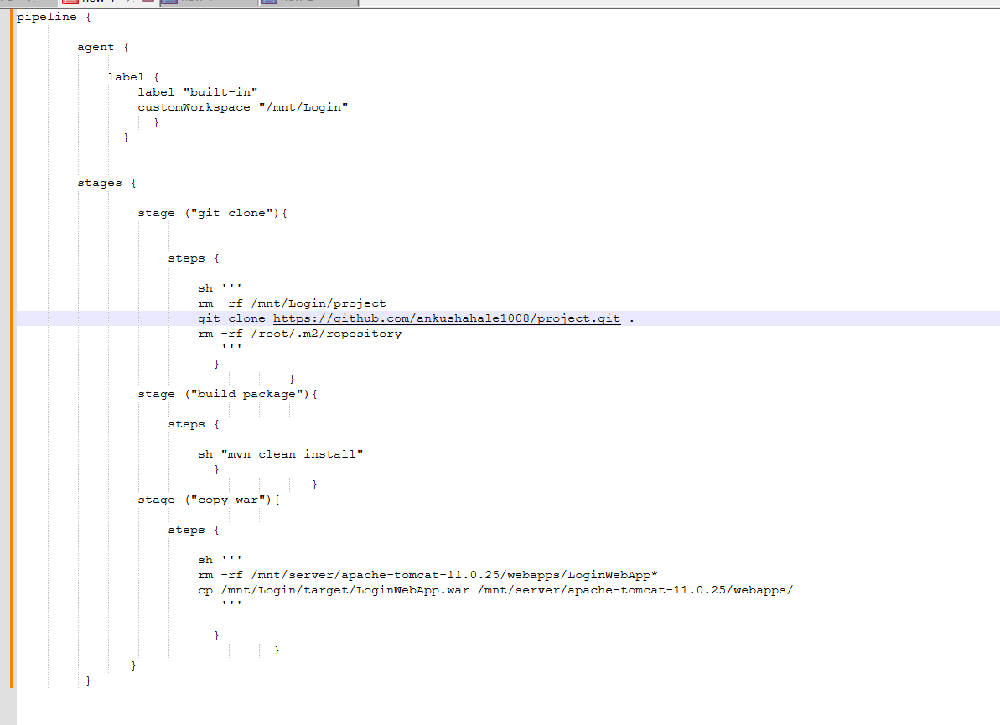 pipeline {
agent {
label {
label "built-in"
customWorkspace "/mnt/Login"
}
}
stages {
stage ("git clone"){
steps {
sh '''
rm -rf /mnt/Login/project
git clone https://github.com/ankushahale1008/project.git .
rm -rf /root/.m2/repository
'''
}
}
stage ("build package"){
steps {
sh "mvn clean install"
}
}
stage ("copy war"){
steps {
sh '''
rm -rf /mnt/server/apache-tomcat-11.0.25/webapps/LoginWebApp*
cp /mnt/Login/target/LoginWebApp.war /mnt/server/apache-tomcat-11.0.25/webapps/
'''
}
}
}
}